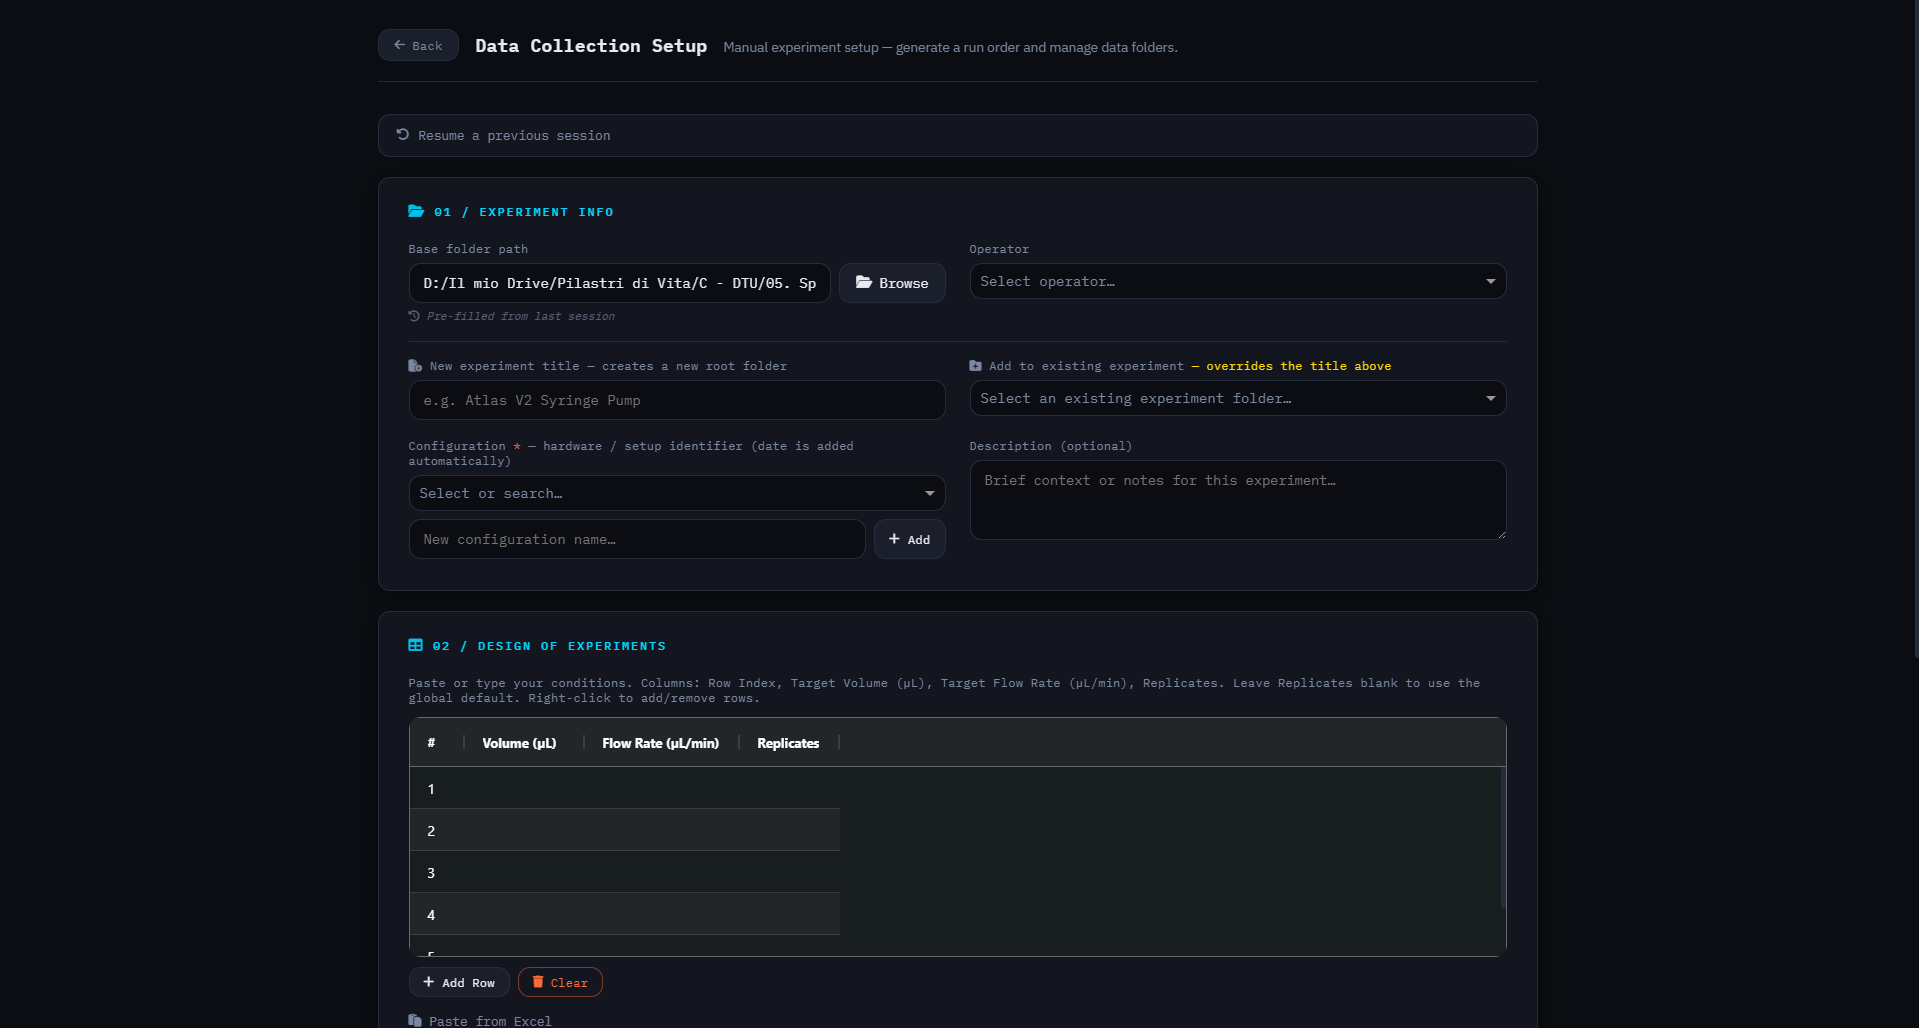 Back
Data Collection Setup
Manual experiment setup — generate a run order and manage data folders.
Resume a previous session
01 / EXPERIMENT INFO
Base folder path
D:/Il mio Drive/Pilastri di Vita/C - DTU/05. Sp
Browse
Pre-filled from last session
Operator
Select operator…
New experiment title — creates a new root folder
e.g. Atlas V2 Syringe Pump
Add to existing experiment — overrides the title above
Select an existing experiment folder…
Configuration * — hardware / setup identifier (date is added
automatically)
Select or search…
New configuration name…
+ Add
Description (optional)
Brief context or notes for this experiment…
02 / DESIGN OF EXPERIMENTS
Paste or type your conditions. Columns: Row Index, Target Volume (µL), Target Flow Rate (µL/min), Replicates. Leave Replicates blank to use the
global default. Right-click to add/remove rows.
# Volume (µL) Flow Rate (µL/min) Replicates
1
2
3
4
5
+ Add Row
Clear
Paste from Excel